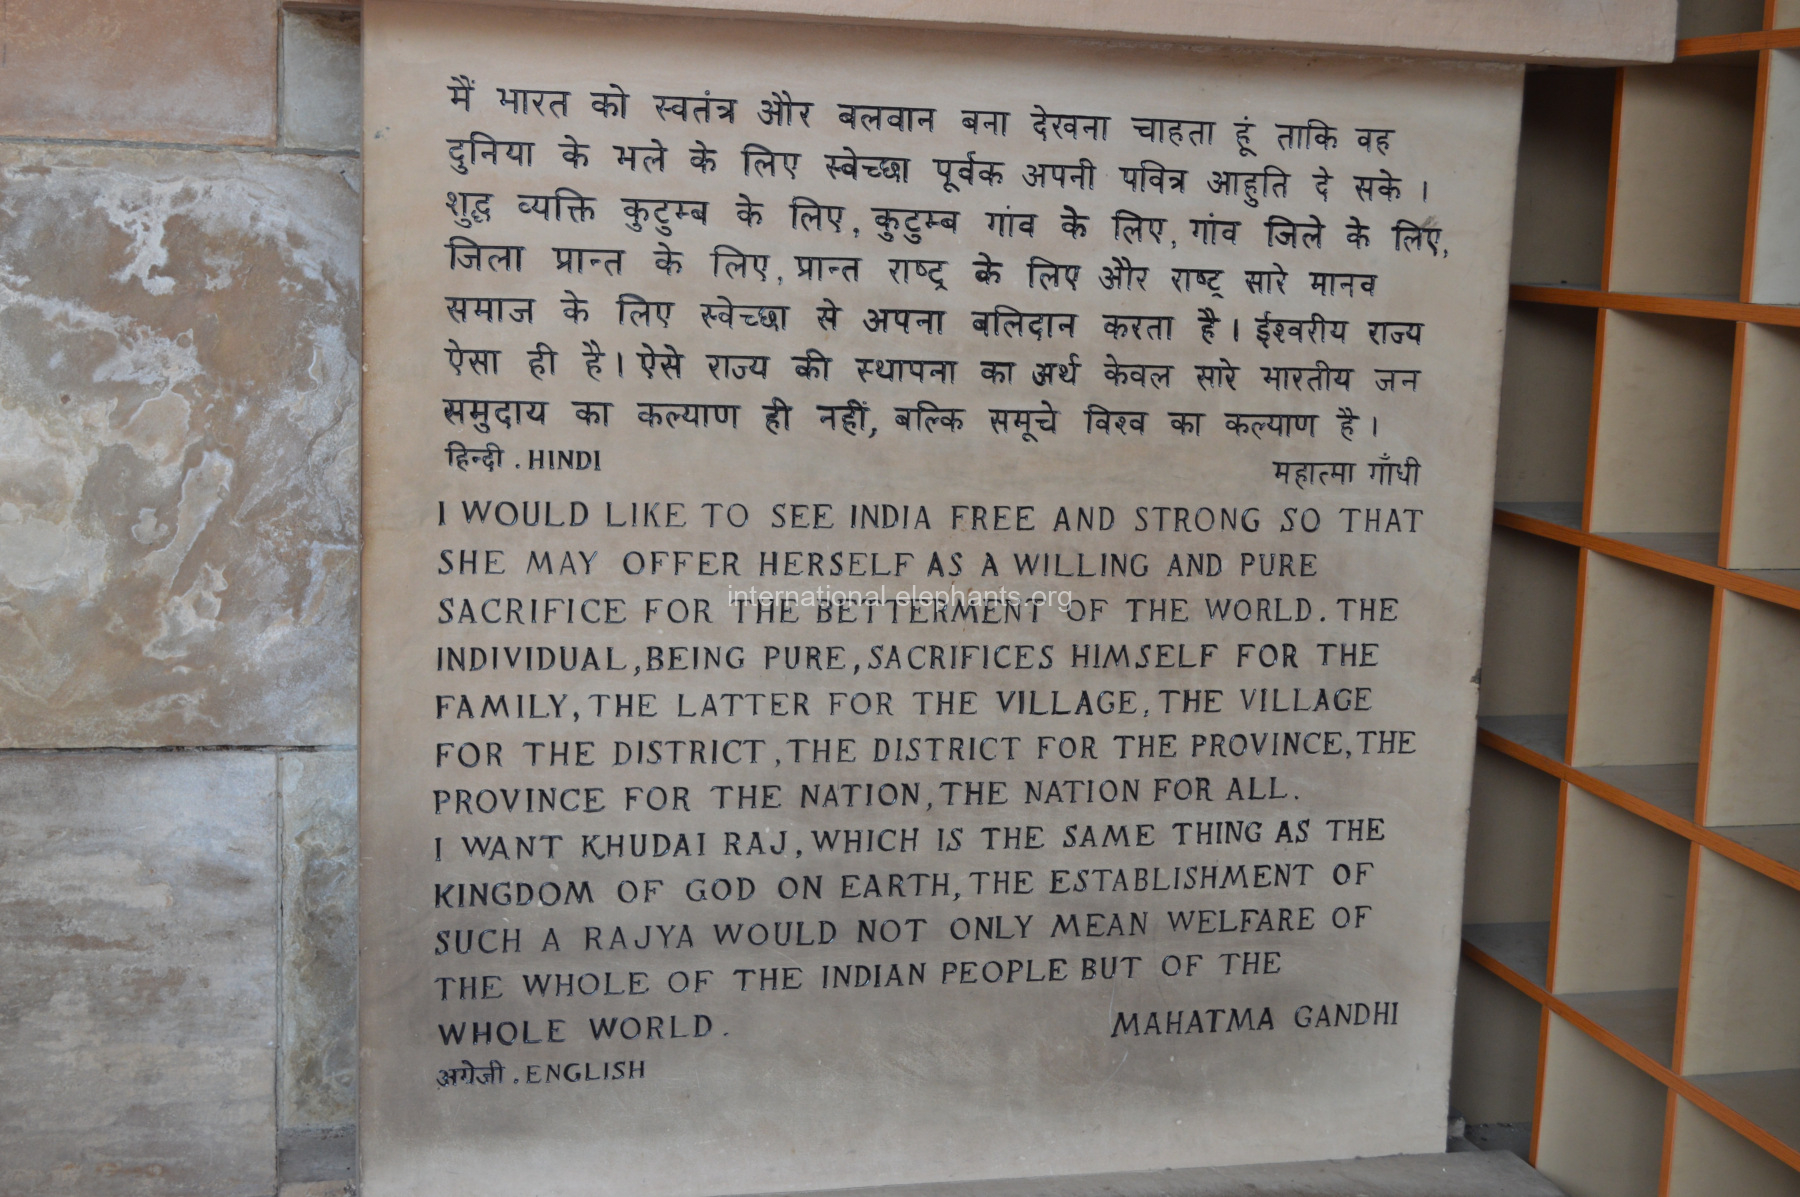 मैं भारत को स्वतंत्र और बलवान बना देखना चाहता हूं ताकि वह
दुनिया के भले के लिए स्वेच्छा पूर्वक अपनी पवित्र आहुति दे सके ।
शुद्ध व्यक्ति कुटुम्ब के लिए, कुटुम्ब गांव के लिए, गांव जिले के लिए,
जिला प्रान्त के लिए, प्रान्त राष्ट्र के लिए और राष्ट्र सारे मानव
समाज के लिए स्वेच्छा से अपना बलिदान करता है । ईश्वरीय राज्य
ऐसा ही है । ऐसे राज्य की स्थापना का अर्थ केवल सारे भारतीय जन
समुदाय का कल्याण ही नहीं, बल्कि समूचे विश्व का कल्याण है ।
हिन्दी . HINDI
महात्मा गाँधी
I WOULD LIKE TO SEE INDIA FREE AND STRONG SO THAT
SHE MAY OFFER HERSELF AS A WILLING AND PURE
international.elephants.org
SACRIFICE FOR THE BETTERMENT OF THE WORLD. THE
INDIVIDUAL, BEING PURE, SACRIFICES HIMSELF FOR THE
FAMILY, THE LATTER FOR THE VILLAGE, THE VILLAGE
FOR THE DISTRICT, THE DISTRICT FOR THE PROVINCE, THE
PROVINCE FOR THE NATION, THE NATION FOR ALL.
I WANT KHUDAI RAJ, WHICH IS THE SAME THING AS THE
KINGDOM OF GOD ON EARTH, THE ESTABLISHMENT OF
SUCH A RAJYA WOULD NOT ONLY MEAN WELFARE OF
THE WHOLE OF THE INDIAN PEOPLE BUT OF THE
WHOLE WORLD.
MAHATMA GANDHI
अग्रेजी . ENGLISH